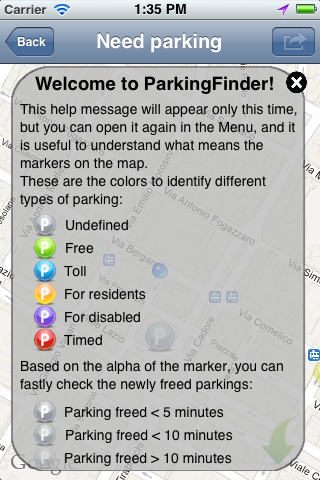 Carrier 1:35 PM
Back Need parking
Welcome to ParkingFinder!
This help message will appear only this time,
but you can open it again in the Menu, and it
is useful to understand what means the
markers on the map.
These are the colors to identify different
types of parking:
P Undefined
P Free
P Toll
P For residents
P For disabled
P Timed
Based on the alpha of the marker, you can
fastly check the newly freed parkings:
P Parking freed < 5 minutes
P Parking freed < 10 minutes
P Parking freed > 10 minutes
Via Antonio Fogazzaro
Via Bergamo
Via Cadore
Via Comelico
Lazio
Google